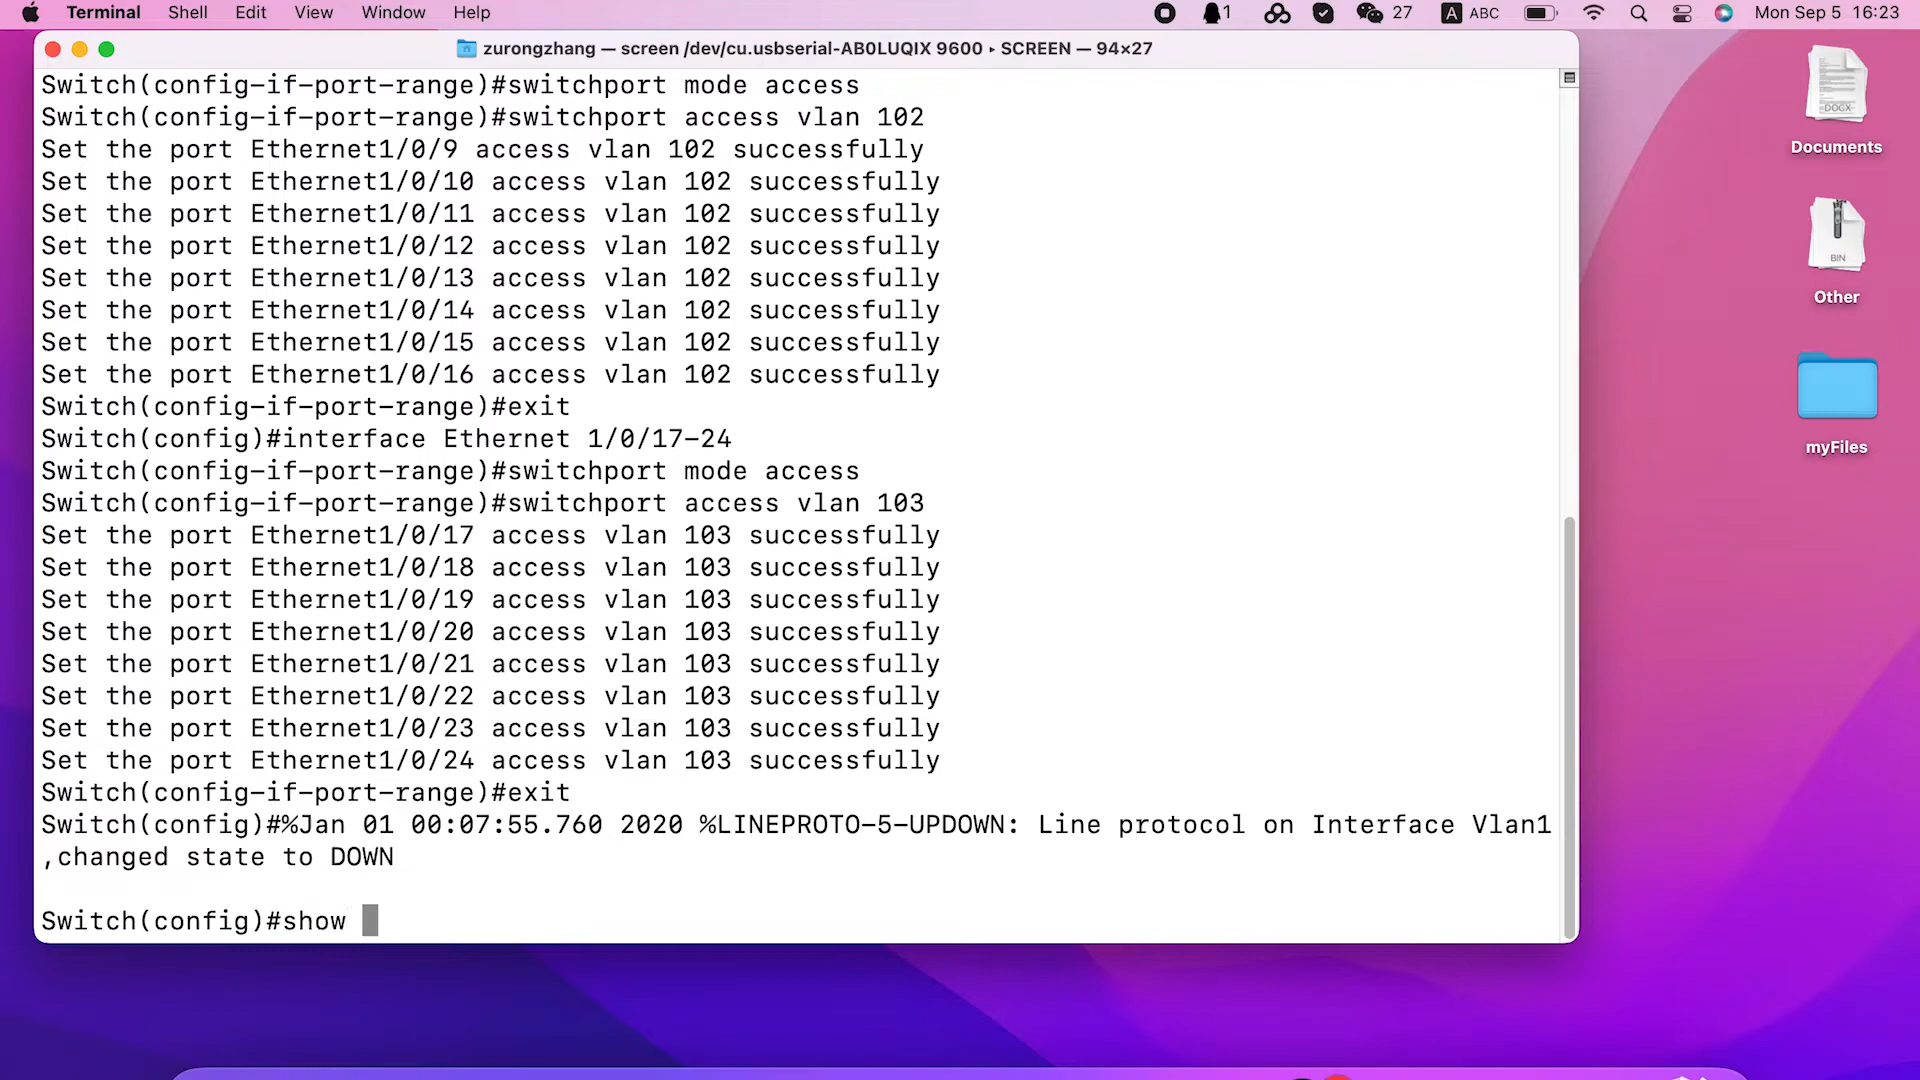 Terminal Shell Edit View Window Help 1 27 A ABC Mon Sep 5 16:23
zurongzhang — screen /dev/cu.usbserial-AB0LUQIX 9600 ▸ SCREEN — 94×27
Switch(config-if-port-range)#switchport mode access
Switch(config-if-port-range)#switchport access vlan 102
Set the port Ethernet1/0/9 access vlan 102 successfully
Set the port Ethernet1/0/10 access vlan 102 successfully
Set the port Ethernet1/0/11 access vlan 102 successfully
Set the port Ethernet1/0/12 access vlan 102 successfully
Set the port Ethernet1/0/13 access vlan 102 successfully
Set the port Ethernet1/0/14 access vlan 102 successfully
Set the port Ethernet1/0/15 access vlan 102 successfully
Set the port Ethernet1/0/16 access vlan 102 successfully
Switch(config-if-port-range)#exit
Switch(config)#interface Ethernet 1/0/17-24
Switch(config-if-port-range)#switchport mode access
Switch(config-if-port-range)#switchport access vlan 103
Set the port Ethernet1/0/17 access vlan 103 successfully
Set the port Ethernet1/0/18 access vlan 103 successfully
Set the port Ethernet1/0/19 access vlan 103 successfully
Set the port Ethernet1/0/20 access vlan 103 successfully
Set the port Ethernet1/0/21 access vlan 103 successfully
Set the port Ethernet1/0/22 access vlan 103 successfully
Set the port Ethernet1/0/23 access vlan 103 successfully
Set the port Ethernet1/0/24 access vlan 103 successfully
Switch(config-if-port-range)#exit
Switch(config)#%Jan 01 00:07:55.760 2020 %LINEPROTO-5-UPDOWN: Line protocol on Interface Vlan1
,changed state to DOWN
Switch(config)#show
DOCX
Documents
BIN
Other
myFiles